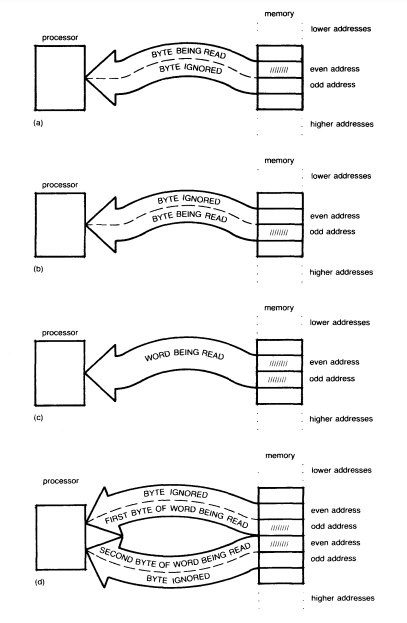 memory
processor
lower addresses
BYTE BEING READ
BYTE IGNORED
even address
odd address
(a)
higher addresses
memory
processor
lower addresses
BYTE IGNORED
BYTE BEING READ
even address
odd address
(b)
higher addresses
memory
processor
lower addresses
WORD BEING READ
even address
odd address
(c)
higher addresses
memory
processor
lower addresses
BYTE IGNORED
FIRST BYTE OF WORD BEING READ
even address
odd address
even address
SECOND BYTE OF WORD BEING READ
odd address
BYTE IGNORED
(d)
higher addresses